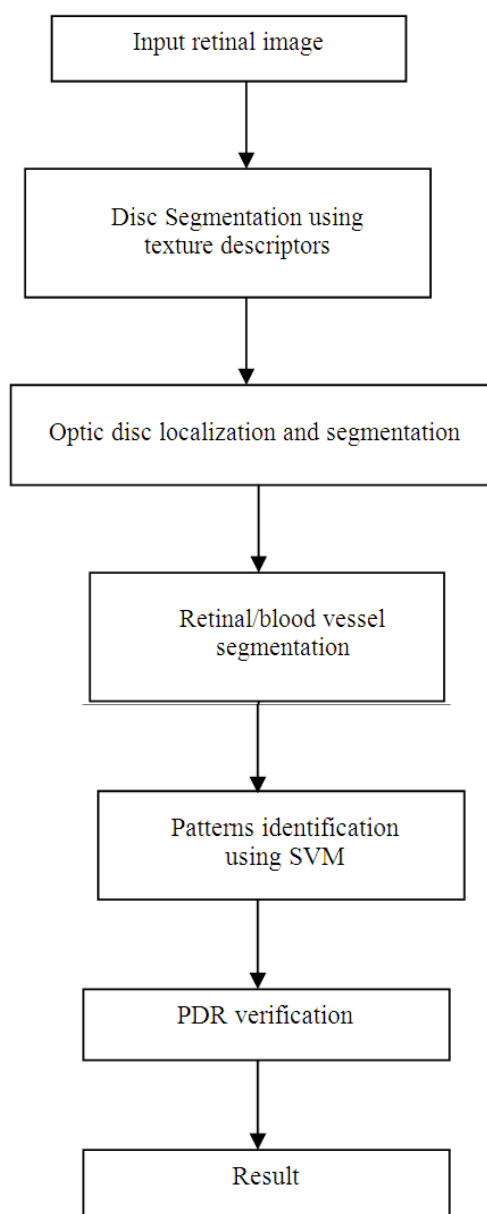 Input retinal image
Disc Segmentation using
texture descriptors
Optic disc localization and segmentation
Retinal/blood vessel
segmentation
Patterns identification
using SVM
PDR verification
Result